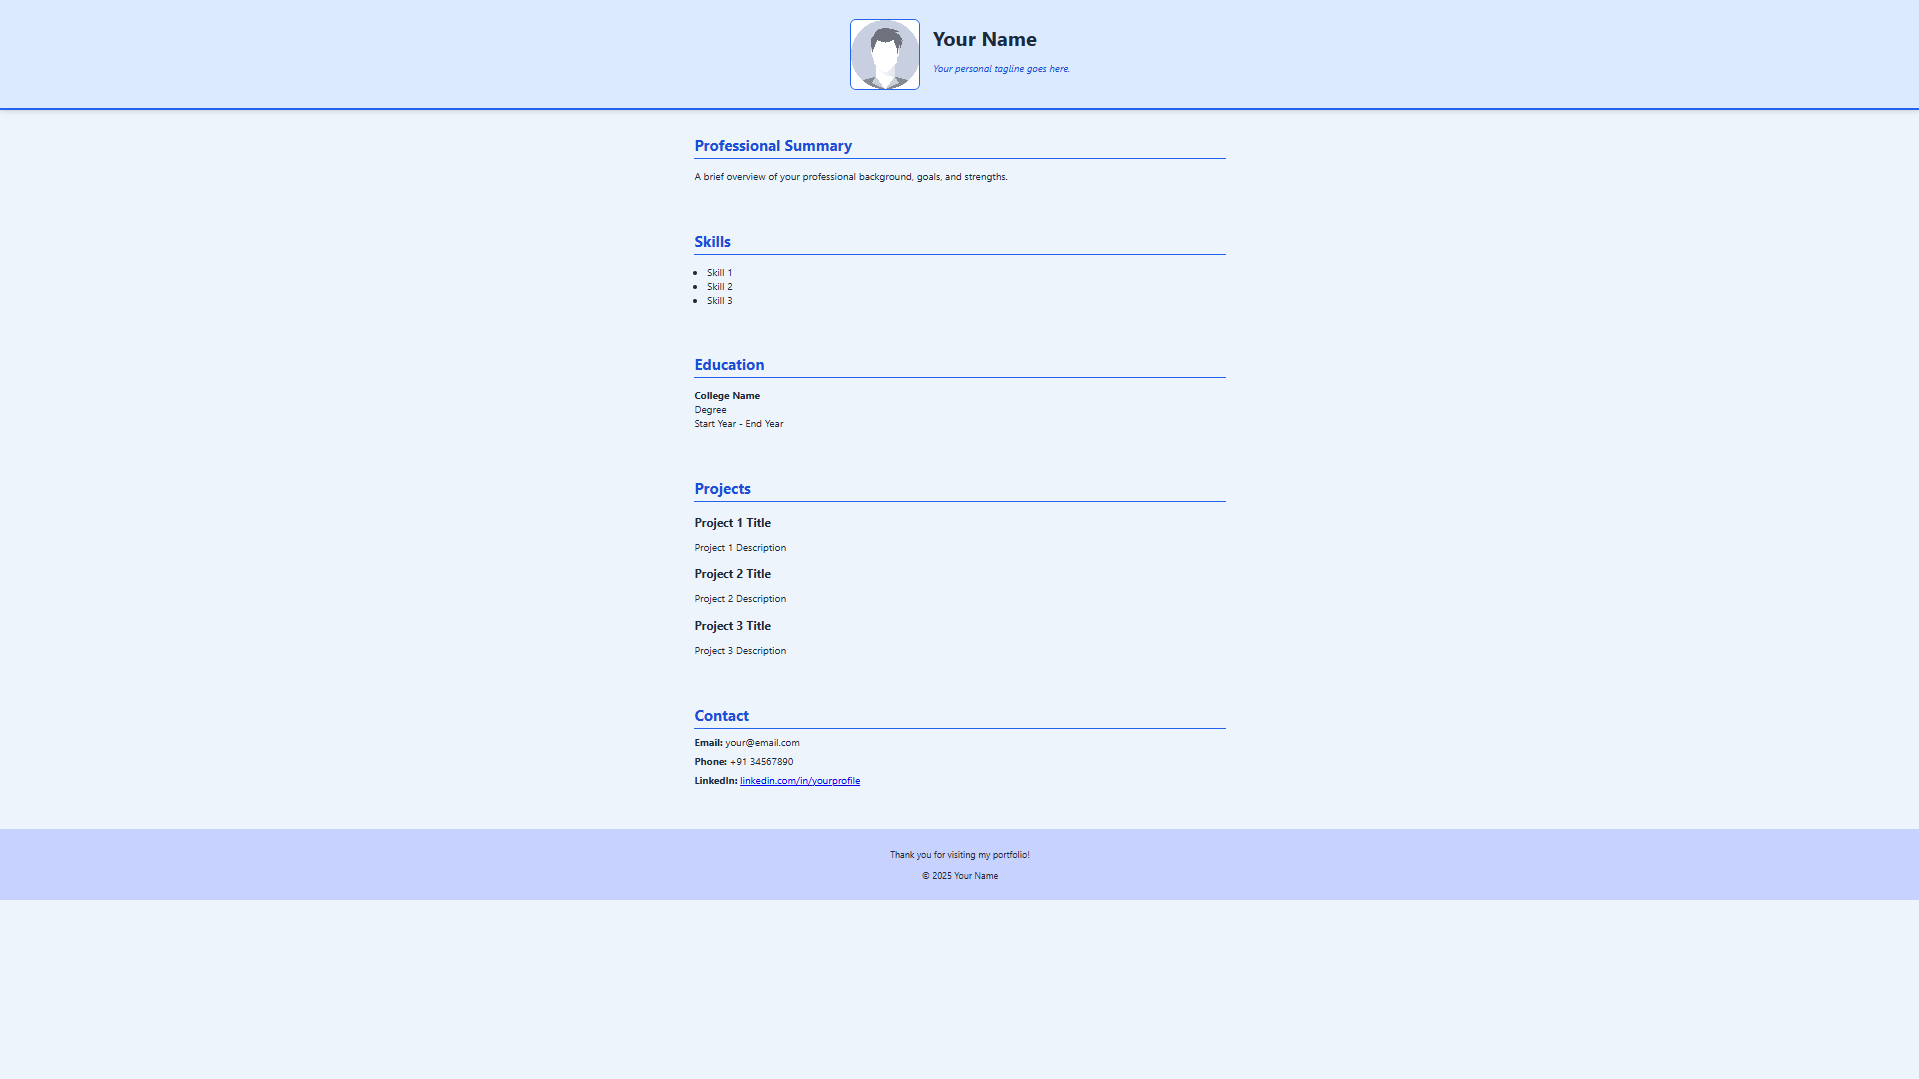 Your Name
Your personal tagline goes here.
Professional Summary
A brief overview of your professional background, goals, and strengths.
Skills
Skill 1
Skill 2
Skill 3
Education
College Name
Degree
Start Year - End Year
Projects
Project 1 Title
Project 1 Description
Project 2 Title
Project 2 Description
Project 3 Title
Project 3 Description
Contact
Email: your@email.com
Phone: +91 34567890
LinkedIn: linkedin.com/in/yourprofile
Thank you for visiting my portfolio!
© 2025 Your Name